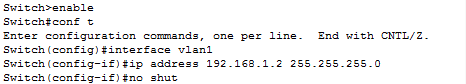 Switch>enable
Switch#conf t
Enter configuration commands, one per line.  End with CNTL/Z.
Switch(config)#interface vlan1
Switch(config-if)#ip address 192.168.1.2 255.255.255.0
Switch(config-if)#no shut